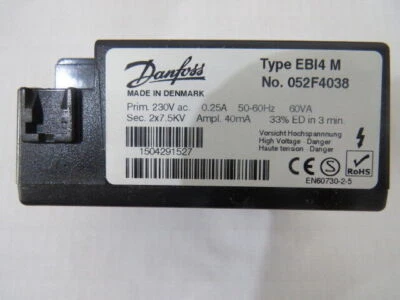 Danfoss
MADE IN DENMARK
Type EBI4 M
No. 052F4038
Prim. 230V ac. 0.25A 50-60Hz 60VA
Sec. 2x7.5KV Ampl. 40mA 33% ED in 3 min.
1504291527
Vorsicht Hochspannung
High Voltage - Danger
Haute tension - Danger
CE
RoHS
EN60730-2-5